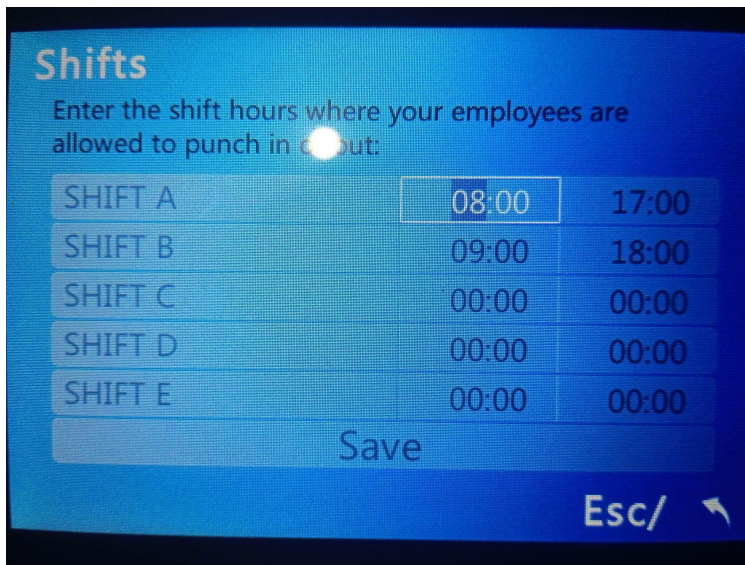 Shifts
Enter the shift hours where your employees are
allowed to punch in out:
SHIFT A 08:00 17:00
SHIFT B 09:00 18:00
SHIFT C 00:00 00:00
SHIFT D 00:00 00:00
SHIFT E 00:00 00:00
Save
Esc/